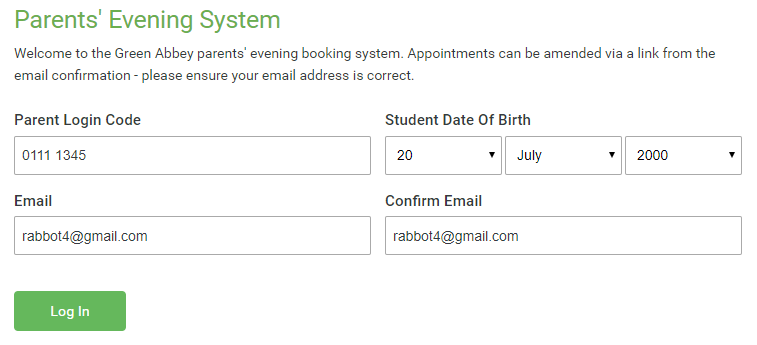 Parents' Evening System
Welcome to the Green Abbey parents' evening booking system. Appointments can be amended via a link from the
email confirmation - please ensure your email address is correct.
Parent Login Code
Student Date Of Birth
0111 1345
20
July
2000
Email
Confirm Email
rabbot4@gmail.com
rabbot4@gmail.com
Log In